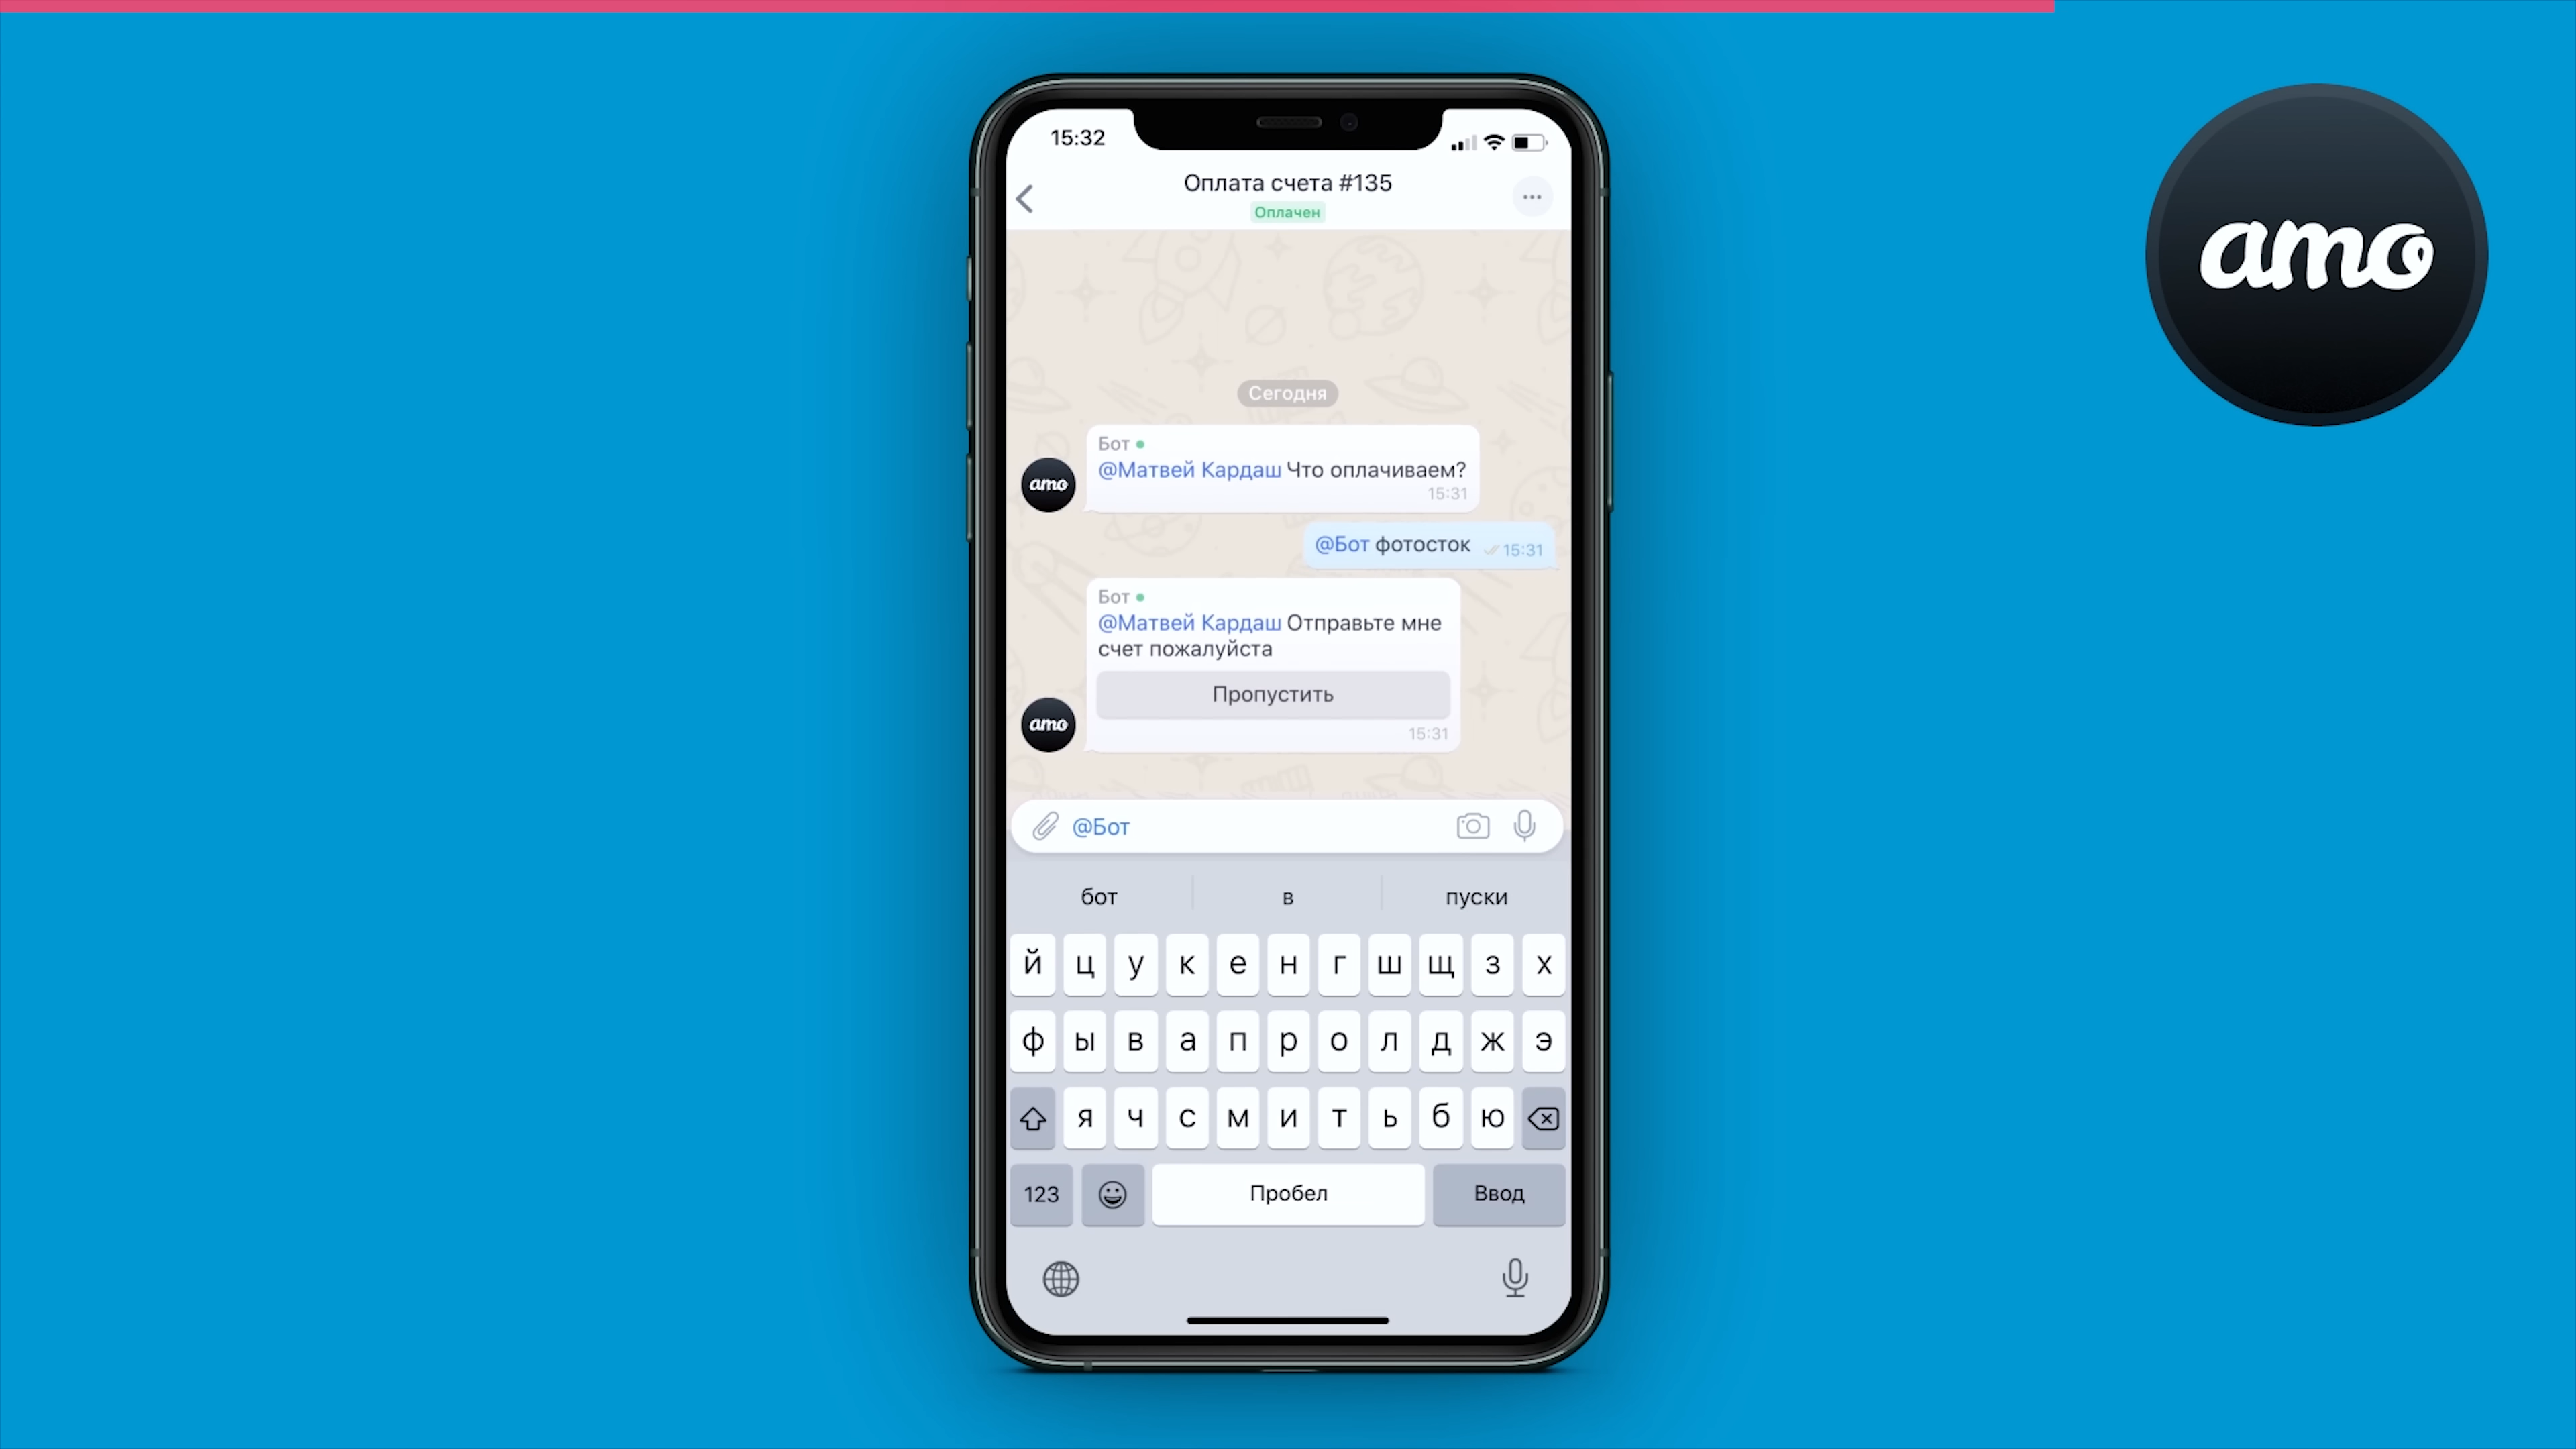 15:32
Оплата счета #135
Оплачен
amo
Сегодня
Бот
@Матвей Кардаш Что оплачиваем?
15:31
amo
@Бот фотосток 15:31
Бот
@Матвей Кардаш Отправьте мне
счет пожалуйста
Пропустить
15:31
amo
@Бот
бот в пуски
й ц у к е н г ш щ з х
ф ы в а п р о л д ж э
я ч с м и т ь б ю
123 Пробел Ввод